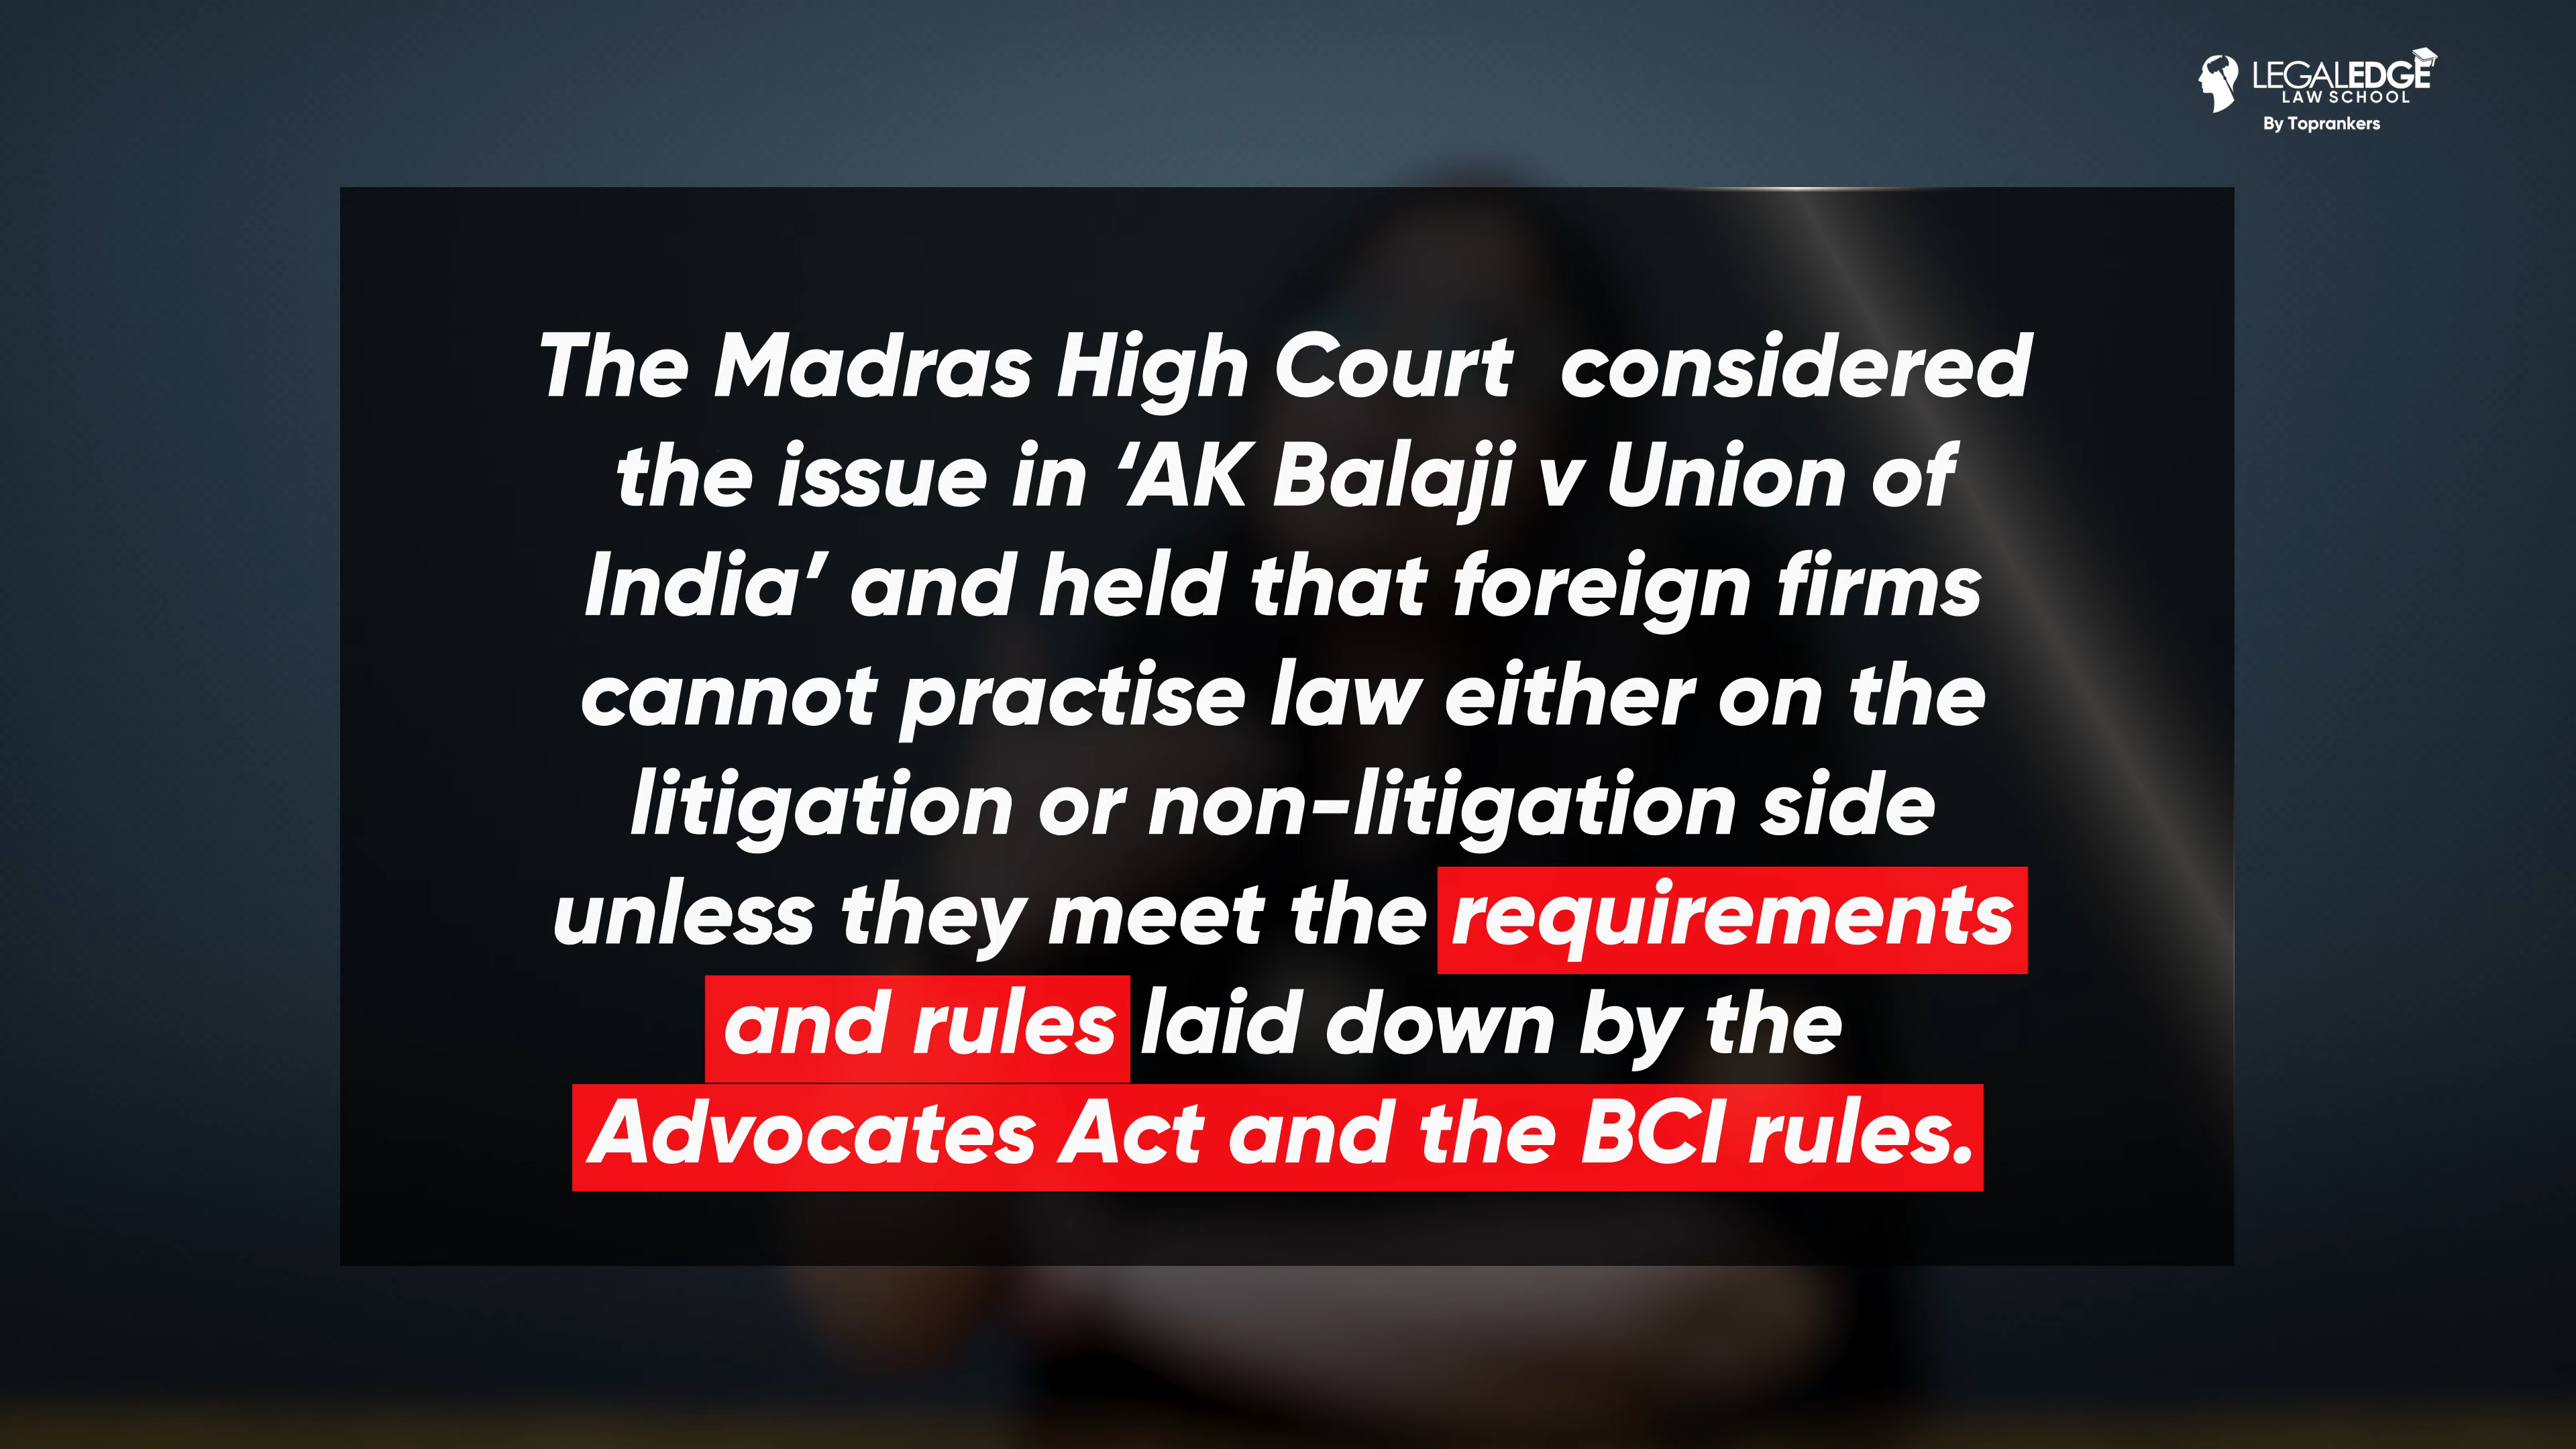 LEGALEDGE
LAW SCHOOL
By Toprankers
The Madras High Court considered
the issue in ‘AK Balaji v Union of
India’ and held that foreign firms
cannot practise law either on the
litigation or non-litigation side
unless they meet the requirements
and rules laid down by the
Advocates Act and the BCI rules.